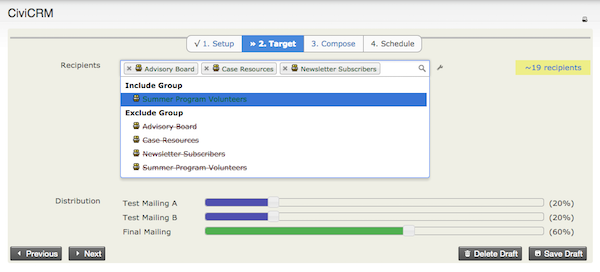 CiviCRM
√ 1. Setup » 2. Target 3. Compose 4. Schedule
Recipients × Advisory Board × Case Resources × Newsletter Subscribers ~19 recipients
Include Group
Summer Program Volunteers
Exclude Group
Advisory Board
Case Resources
Newsletter Subscribers
Summer Program Volunteers
Distribution Test Mailing A (20%)
Test Mailing B (20%)
Final Mailing (60%)
Previous Next Delete Draft Save Draft